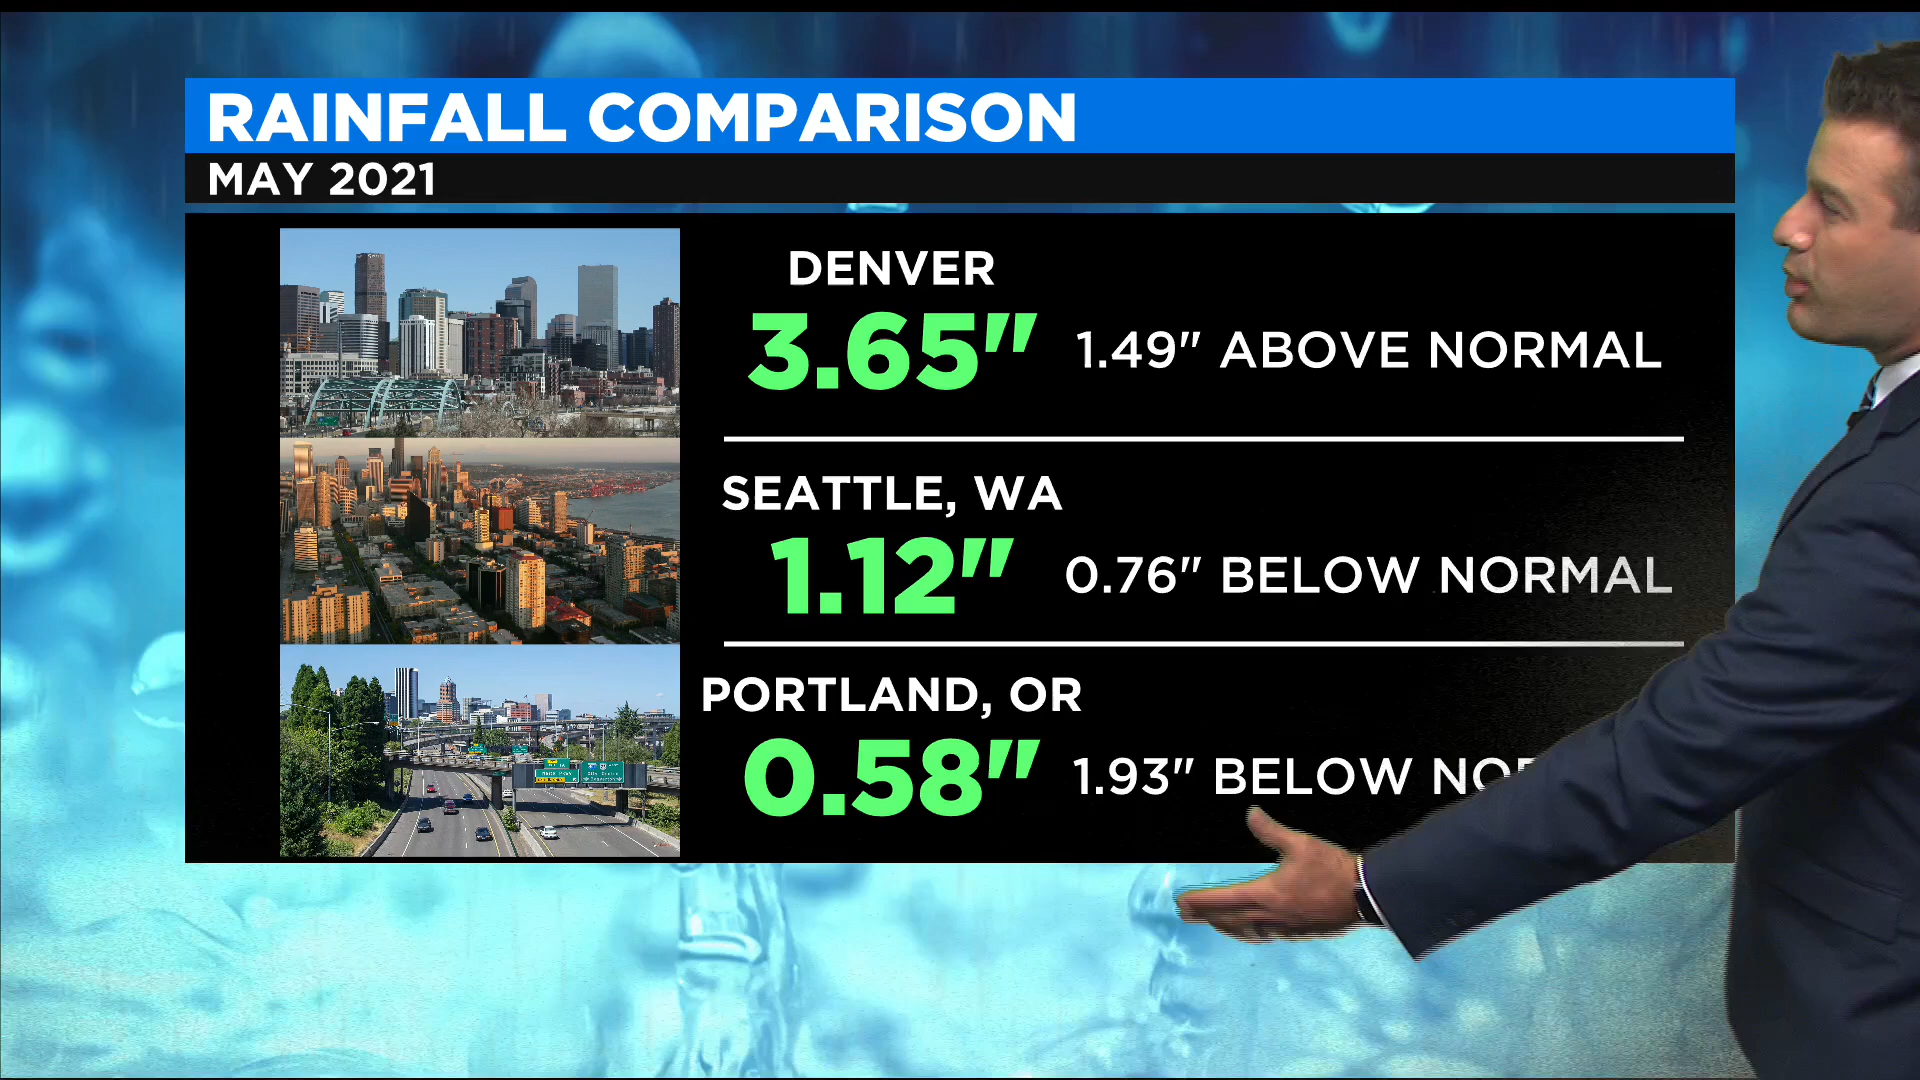 RAINFALL COMPARISON
MAY 2021
DENVER
3.65" 1.49" ABOVE NORMAL
SEATTLE, WA
1.12" 0.76" BELOW NORMAL
PORTLAND, OR
0.58" 1.93" BELOW